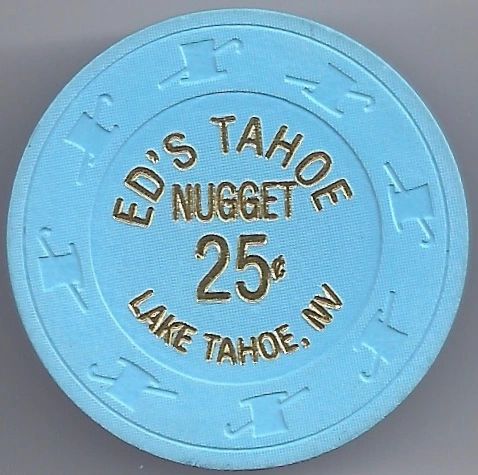 ED'S TAHOE
NUGGET
25¢
LAKE TAHOE, NV